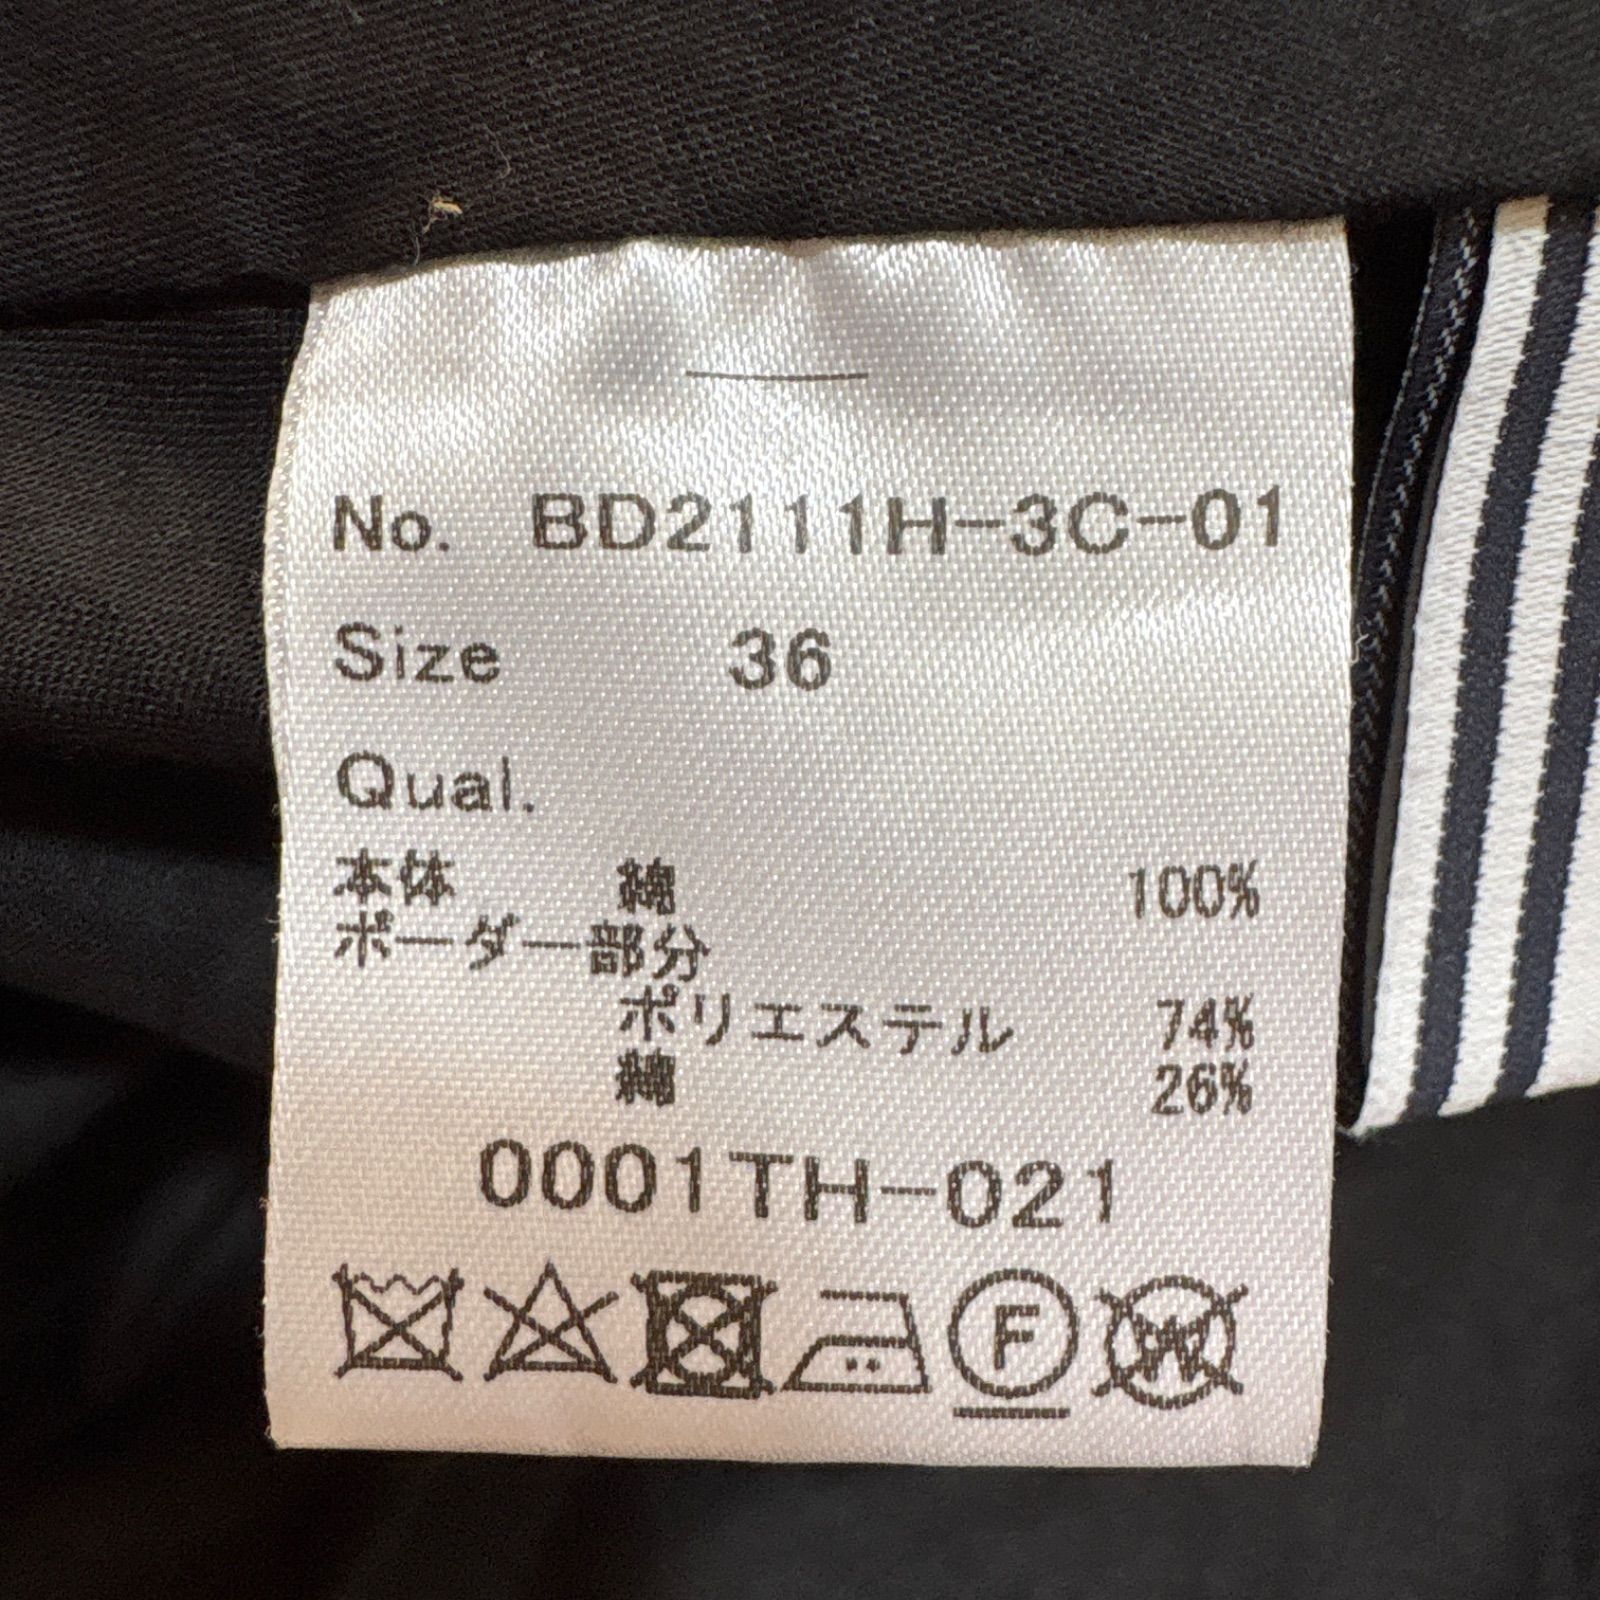 No. BD2111H-3C-01
Size 36
Qual.
本体 綿 100%
ボーダー部分
ポリエステル 74%
綿 26%
0001TH-021
F W